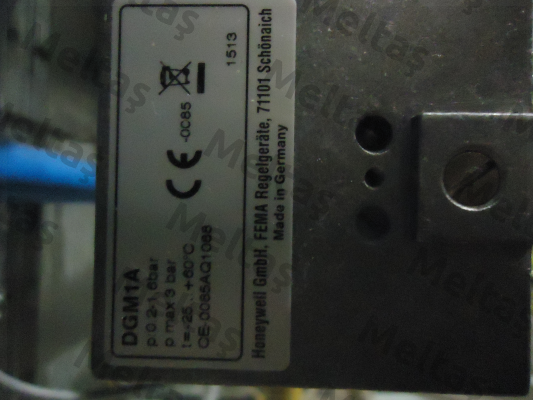 DGM1A
p 0.2-1,6bar
p max 3 bar
t=-25...+60°C
CE-0085AQ1088
CE -0085
1513
Honeywell GmbH, FEMA Regelgeräte, 71101 Schönaich
Made in Germany
Meltaş